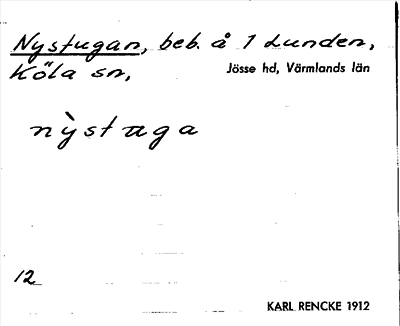 Nystugan, beb. å 1 Lunden,
Köla sn,
Jösse hd, Värmlands län
nỳstuga
12
KARL RENCKE 1912